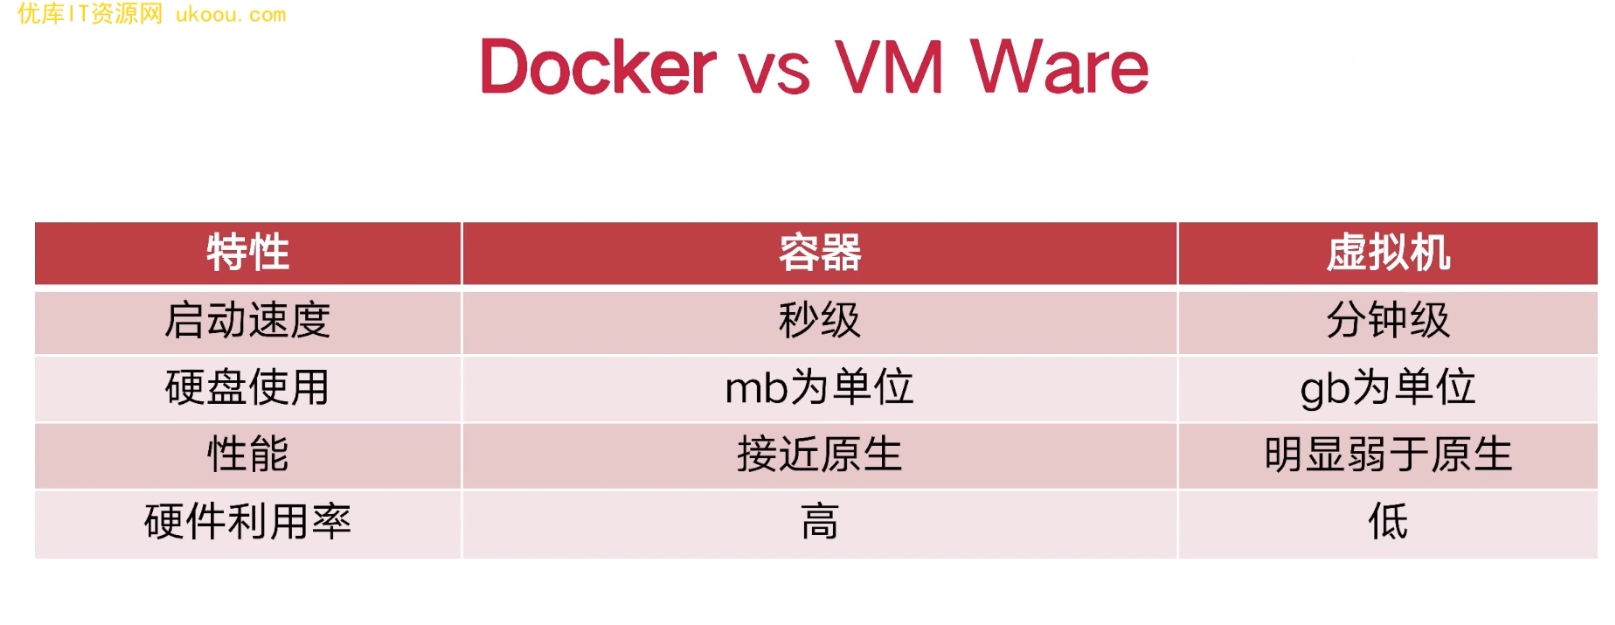 优库IT资源网 ukoou.com
Docker vs VM Ware
特性 容器 虚拟机
启动速度 秒级 分钟级
硬盘使用 mb为单位 gb为单位
性能 接近原生 明显弱于原生
硬件利用率 高 低